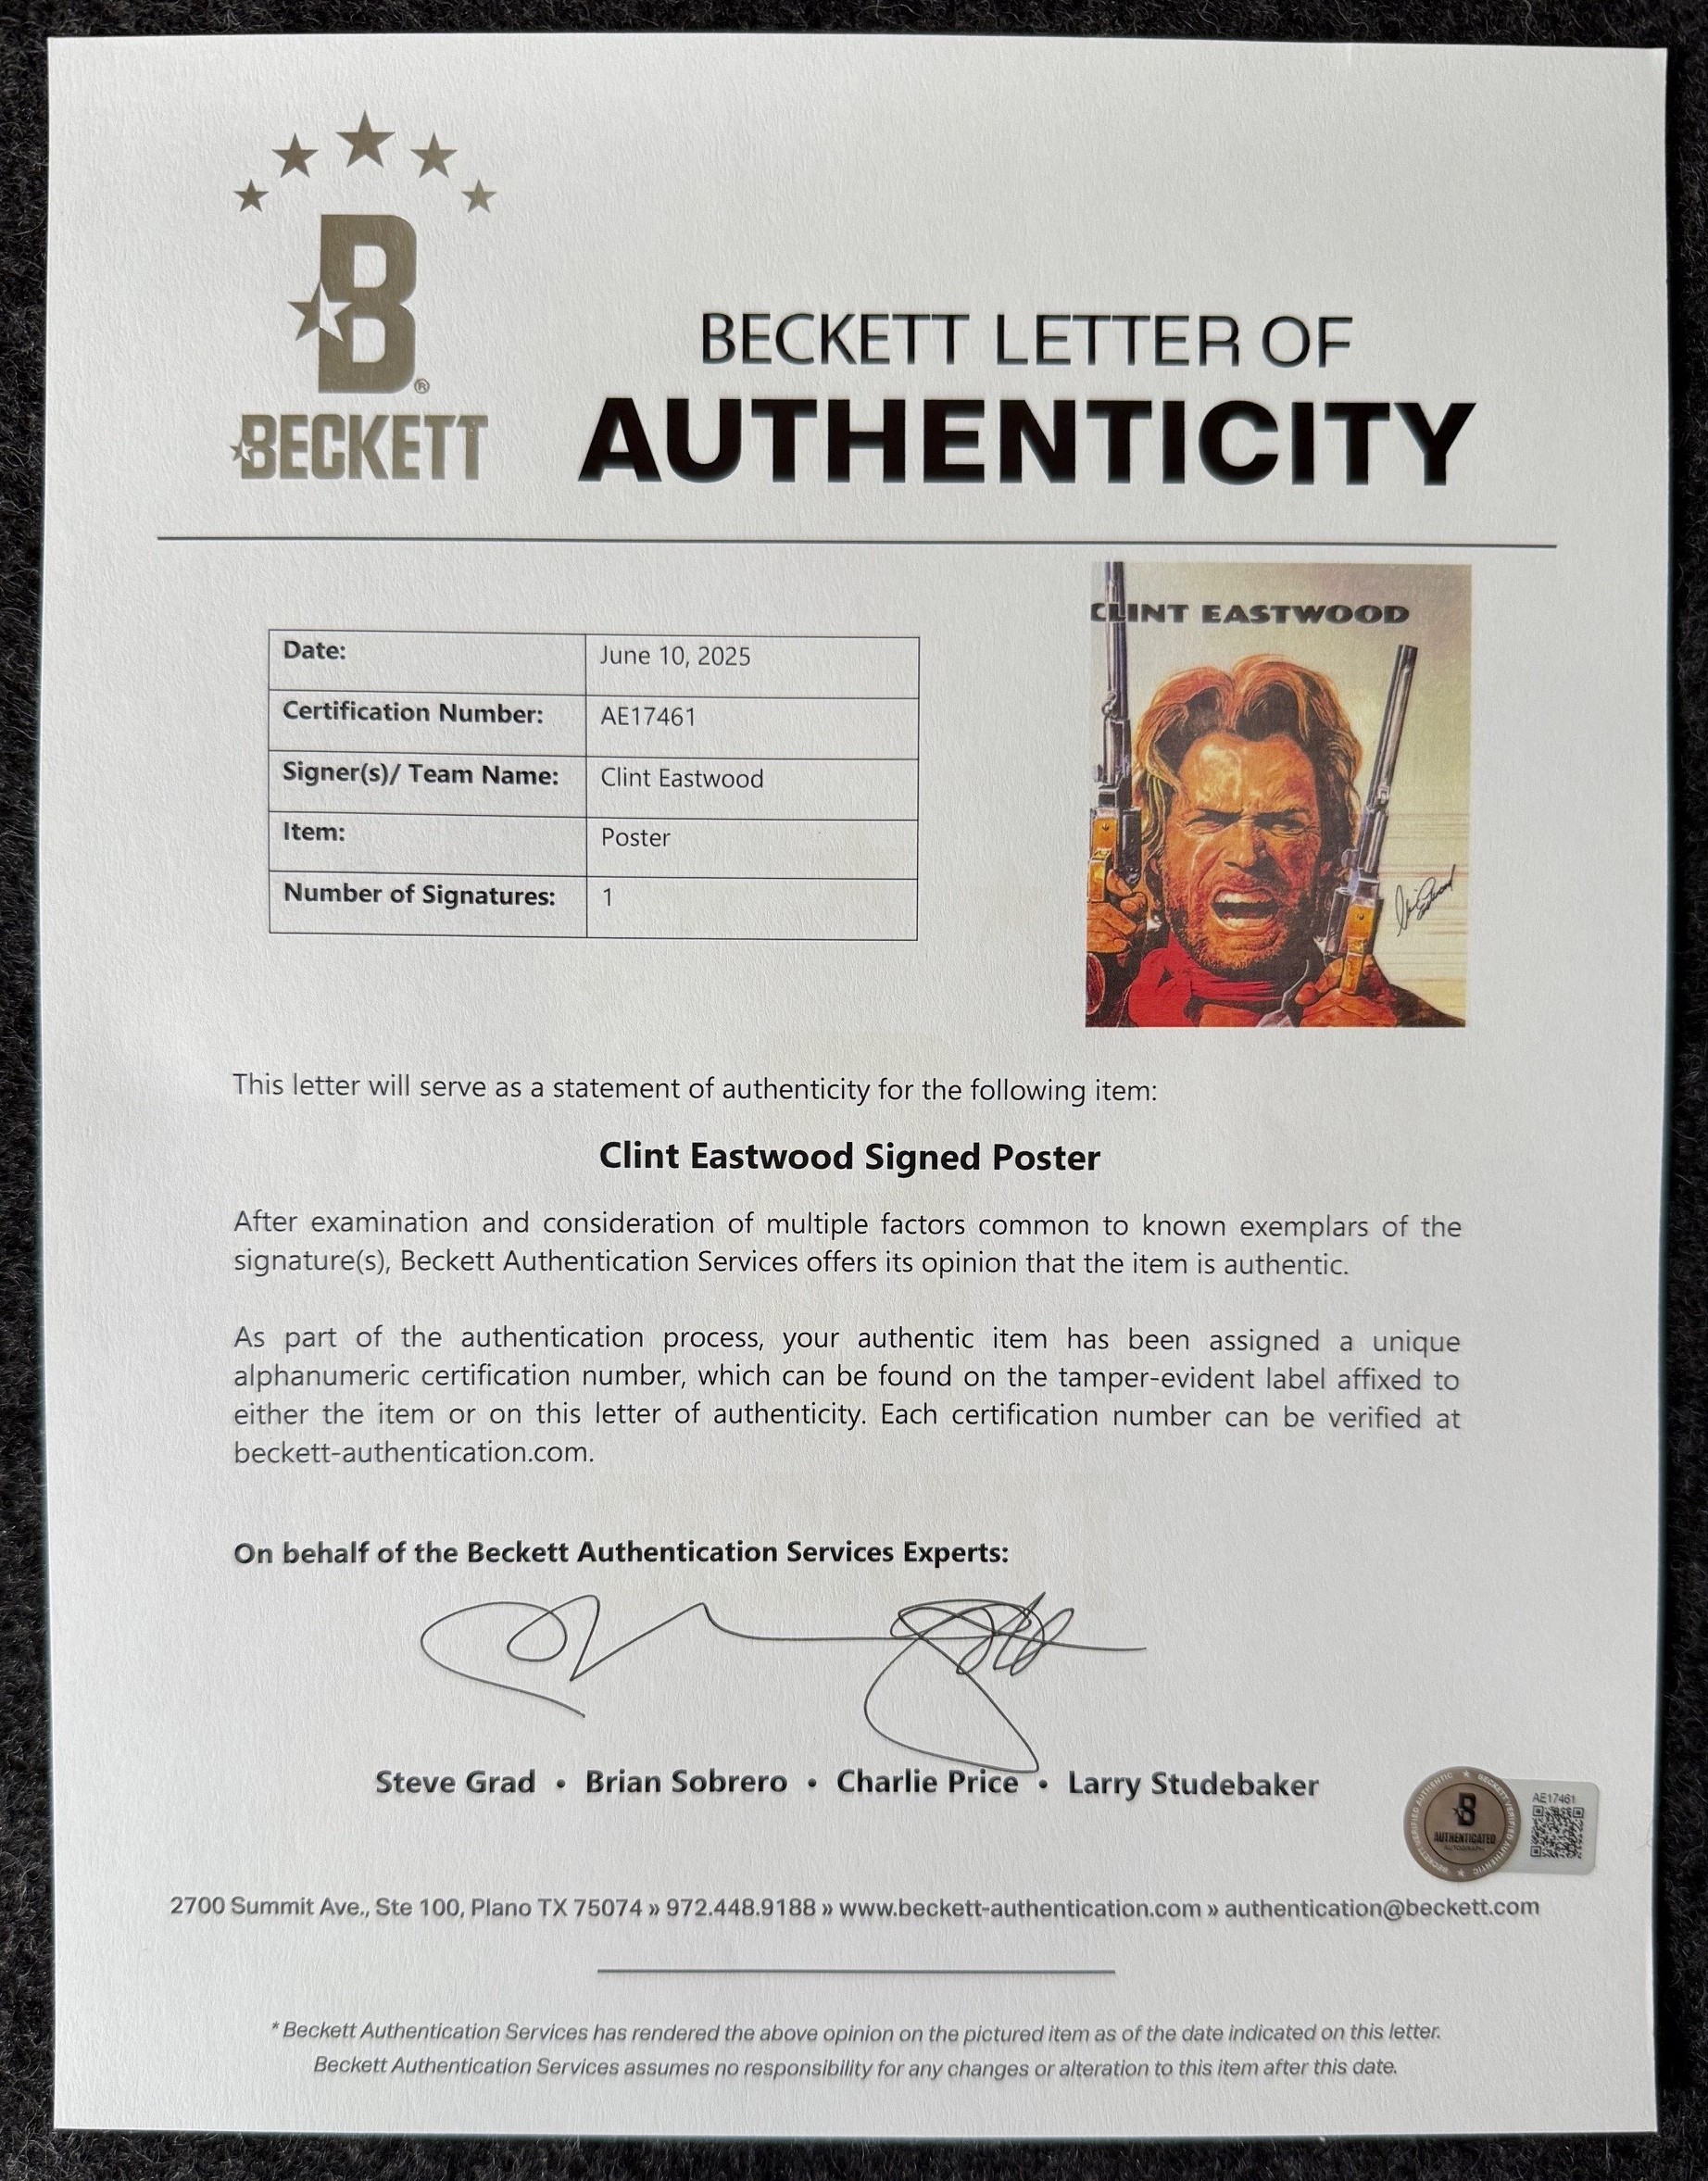 BECKETT LETTER OF
AUTHENTICITY
B®
BECKETT
Date: June 10, 2025
Certification Number: AE17461
Signer(s)/ Team Name: Clint Eastwood
Item: Poster
Number of Signatures: 1
CLINT EASTWOOD
Clint Eastwood
This letter will serve as a statement of authenticity for the following item:
Clint Eastwood Signed Poster
After examination and consideration of multiple factors common to known exemplars of the
signature(s), Beckett Authentication Services offers its opinion that the item is authentic.
As part of the authentication process, your authentic item has been assigned a unique
alphanumeric certification number, which can be found on the tamper-evident label affixed to
either the item or on this letter of authenticity. Each certification number can be verified at
beckett-authentication.com.
On behalf of the Beckett Authentication Services Experts:
Steve Grad • Brian Sobrero • Charlie Price • Larry Studebaker
BECKETT VERIFIED AUTHENTIC ★ BECKETT VERIFIED AUTHENTIC ★
B
AUTHENTICATED
AUTOGRAPH
AE17461
2700 Summit Ave., Ste 100, Plano TX 75074 » 972.448.9188 » www.beckett-authentication.com » authentication@beckett.com
* Beckett Authentication Services has rendered the above opinion on the pictured item as of the date indicated on this letter.
Beckett Authentication Services assumes no responsibility for any changes or alteration to this item after this date.